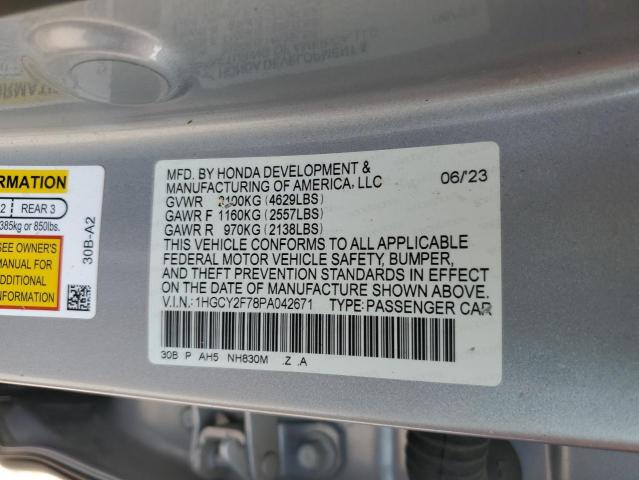 ORMATION
2 REAR 3
385kg or 850lbs.
SEE OWNER'S
MANUAL FOR
ADDITIONAL
INFORMATION
30B-A2
MFD. BY HONDA DEVELOPMENT & 06/23
MANUFACTURING OF AMERICA, LLC
GVWR 2100KG (4629LBS)
GAWR F 1160KG (2557LBS)
GAWR R 970KG (2138LBS)
THIS VEHICLE CONFORMS TO ALL APPLICABLE
FEDERAL MOTOR VEHICLE SAFETY, BUMPER,
AND THEFT PREVENTION STANDARDS IN EFFECT
ON THE DATE OF MANUFACTURE SHOWN ABOVE.
V.I.N.: 1HGCY2F78PA042671 TYPE: PASSENGER CAR
30B P AH5 NH830M .Z .A